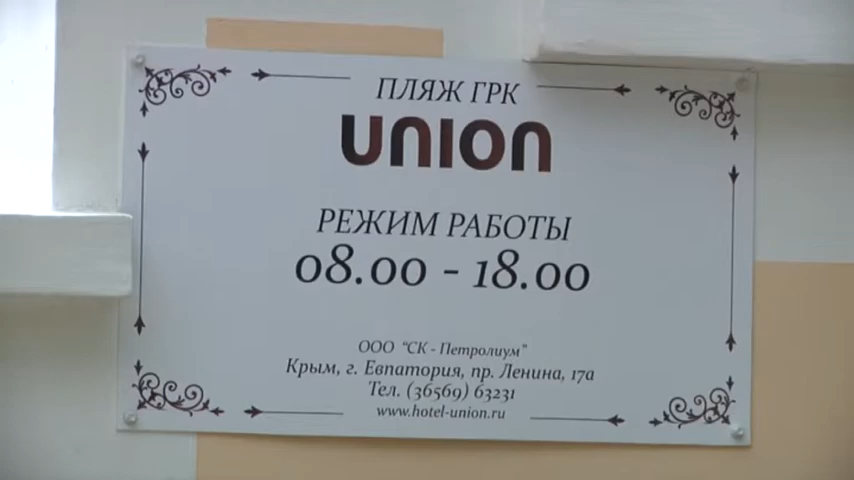 ПЛЯЖ ГРК
UNION
РЕЖИМ РАБОТЫ
08.00 - 18.00
ООО "СК - Петролиум"
Крым, г. Евпатория, пр. Ленина, 17а
Тел. (36569) 63231
www.hotel-union.ru